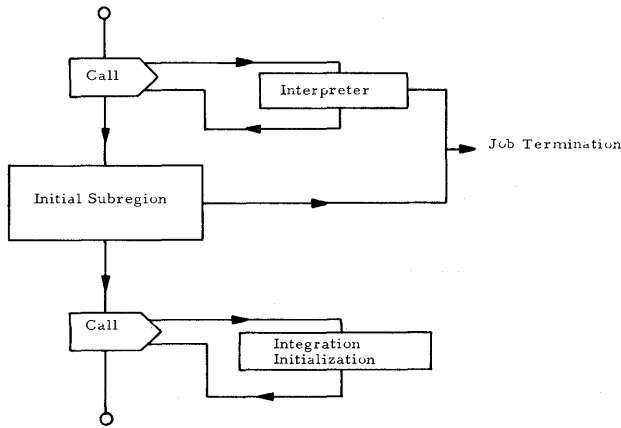 Call
Interpreter
Job Termination
Initial Subregion
Call
Integration
Initialization